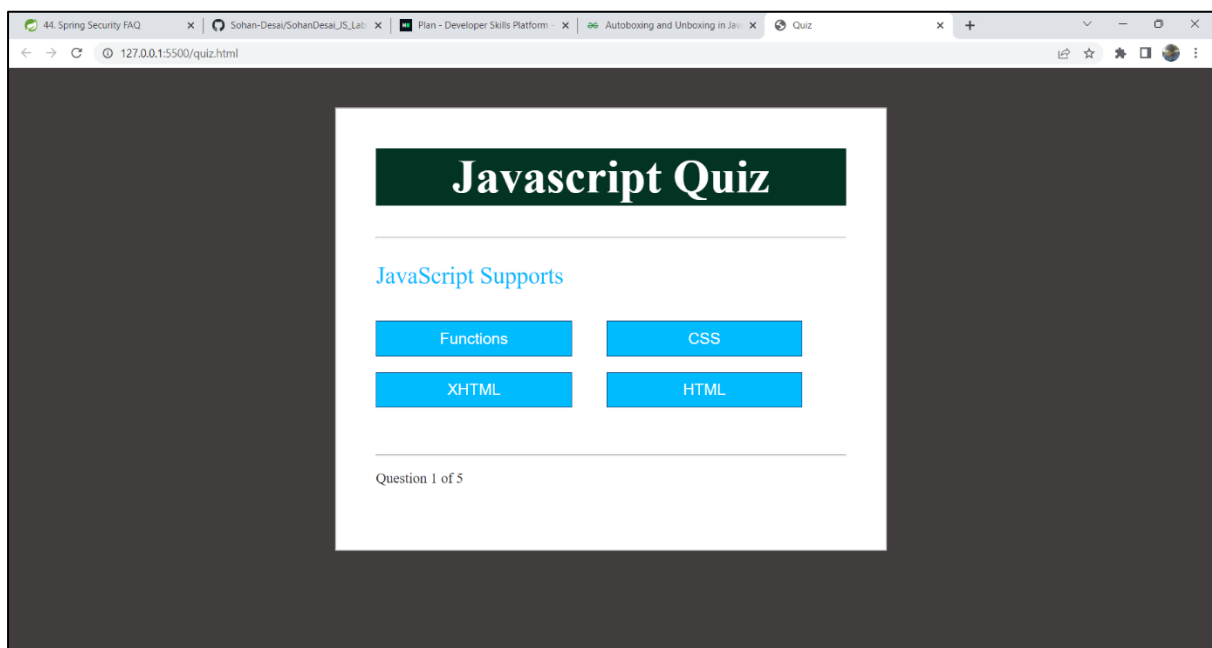 44. Spring Security FAQ
Sohan-Desai/SohanDesai_JS_Lab
Plan - Developer Skills Platform -
Autoboxing and Unboxing in Jav
Quiz
127.0.0.1:5500/quiz.html
Javascript Quiz
JavaScript Supports
Functions
CSS
XHTML
HTML
Question 1 of 5